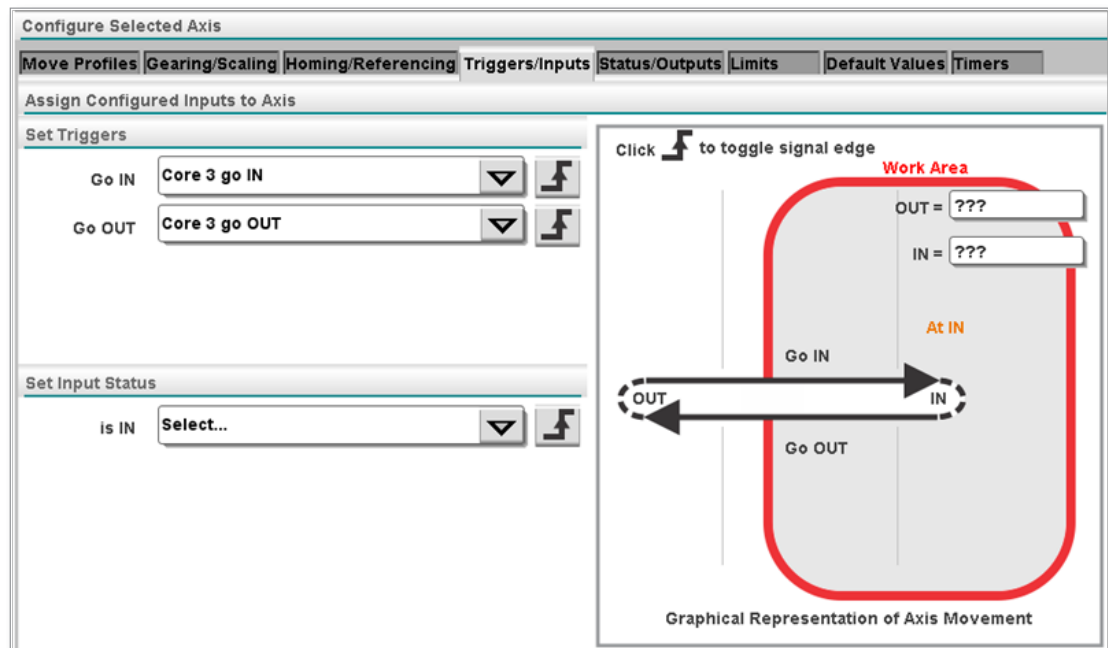 Configure Selected Axis
Move Profiles Gearing/Scaling Homing/Referencing Triggers/Inputs Status/Outputs Limits Default Values Timers
Assign Configured Inputs to Axis
Set Triggers
Go IN Core 3 go IN
Go OUT Core 3 go OUT
Set Input Status
is IN Select...
Click to toggle signal edge
Work Area
OUT = ???
IN = ???
At IN
Go IN
OUT IN
Go OUT
Graphical Representation of Axis Movement